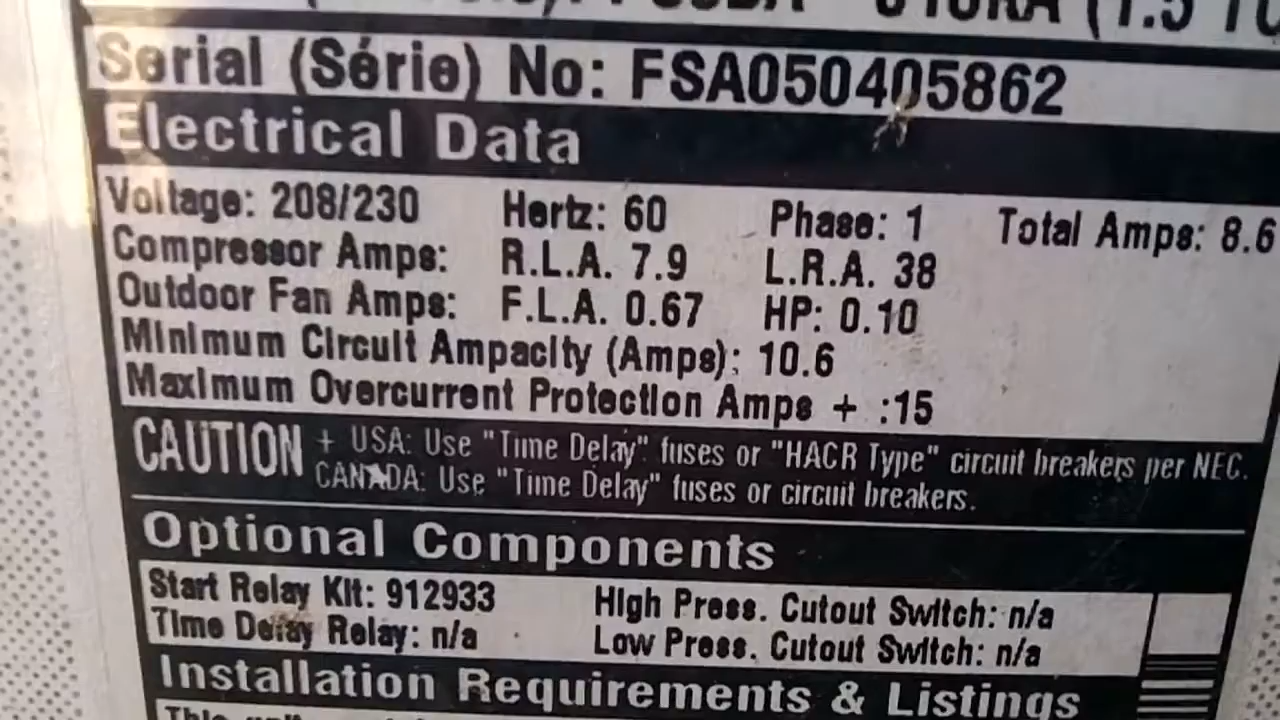 (1.5
Serial (Série) No: FSA050405862
Electrical Data
Voltage: 208/230 Hertz: 60 Phase: 1 Total Amps: 8.6
Compressor Amps: R.L.A. 7.9 L.R.A. 38
Outdoor Fan Amps: F.L.A. 0.67 HP: 0.10
Minimum Circuit Ampacity (Amps): 10.6
Maximum Overcurrent Protection Amps + :15
CAUTION + USA: Use "Time Delay" fuses or "HACR Type" circuit breakers per NEC.
CANADA: Use "Time Delay" fuses or circuit breakers.
Optional Components
Start Relay Kit: 912933 High Press. Cutout Switch: n/a
Time Delay Relay: n/a Low Press. Cutout Switch: n/a
Installation Requirements & Listings
This unit